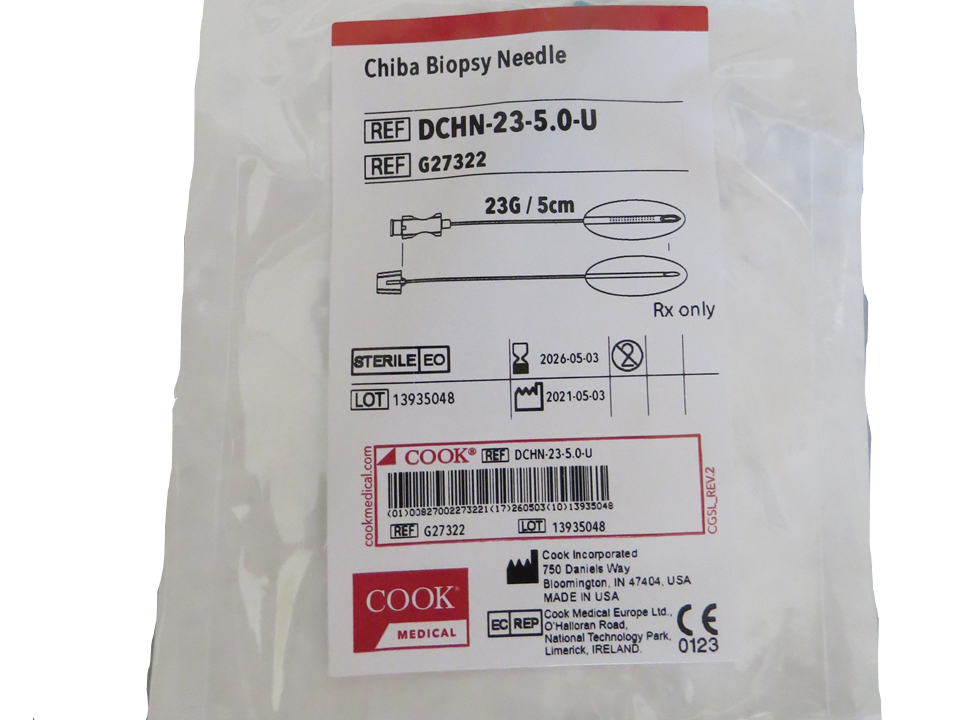 Chiba Biopsy Needle
REF DCHN-23-5.0-U
REF G27322
23G / 5cm
Rx only
STERILE EO 2026-05-03 2
LOT 13935048 2021-05-03
COOK® REF DCHN-23-5.0-U
(01)00827002273221(17)260503(10)13935048
REF G27322 LOT 13935048
cookmedical.com
CGSL_REV.2
Cook Incorporated
750 Daniels Way
Bloomington, IN 47404, USA
MADE IN USA
COOK®
MEDICAL
EC REP
Cook Medical Europe Ltd.,
O'Halloran Road,
National Technology Park,
Limerick, IRELAND.
CE
0123